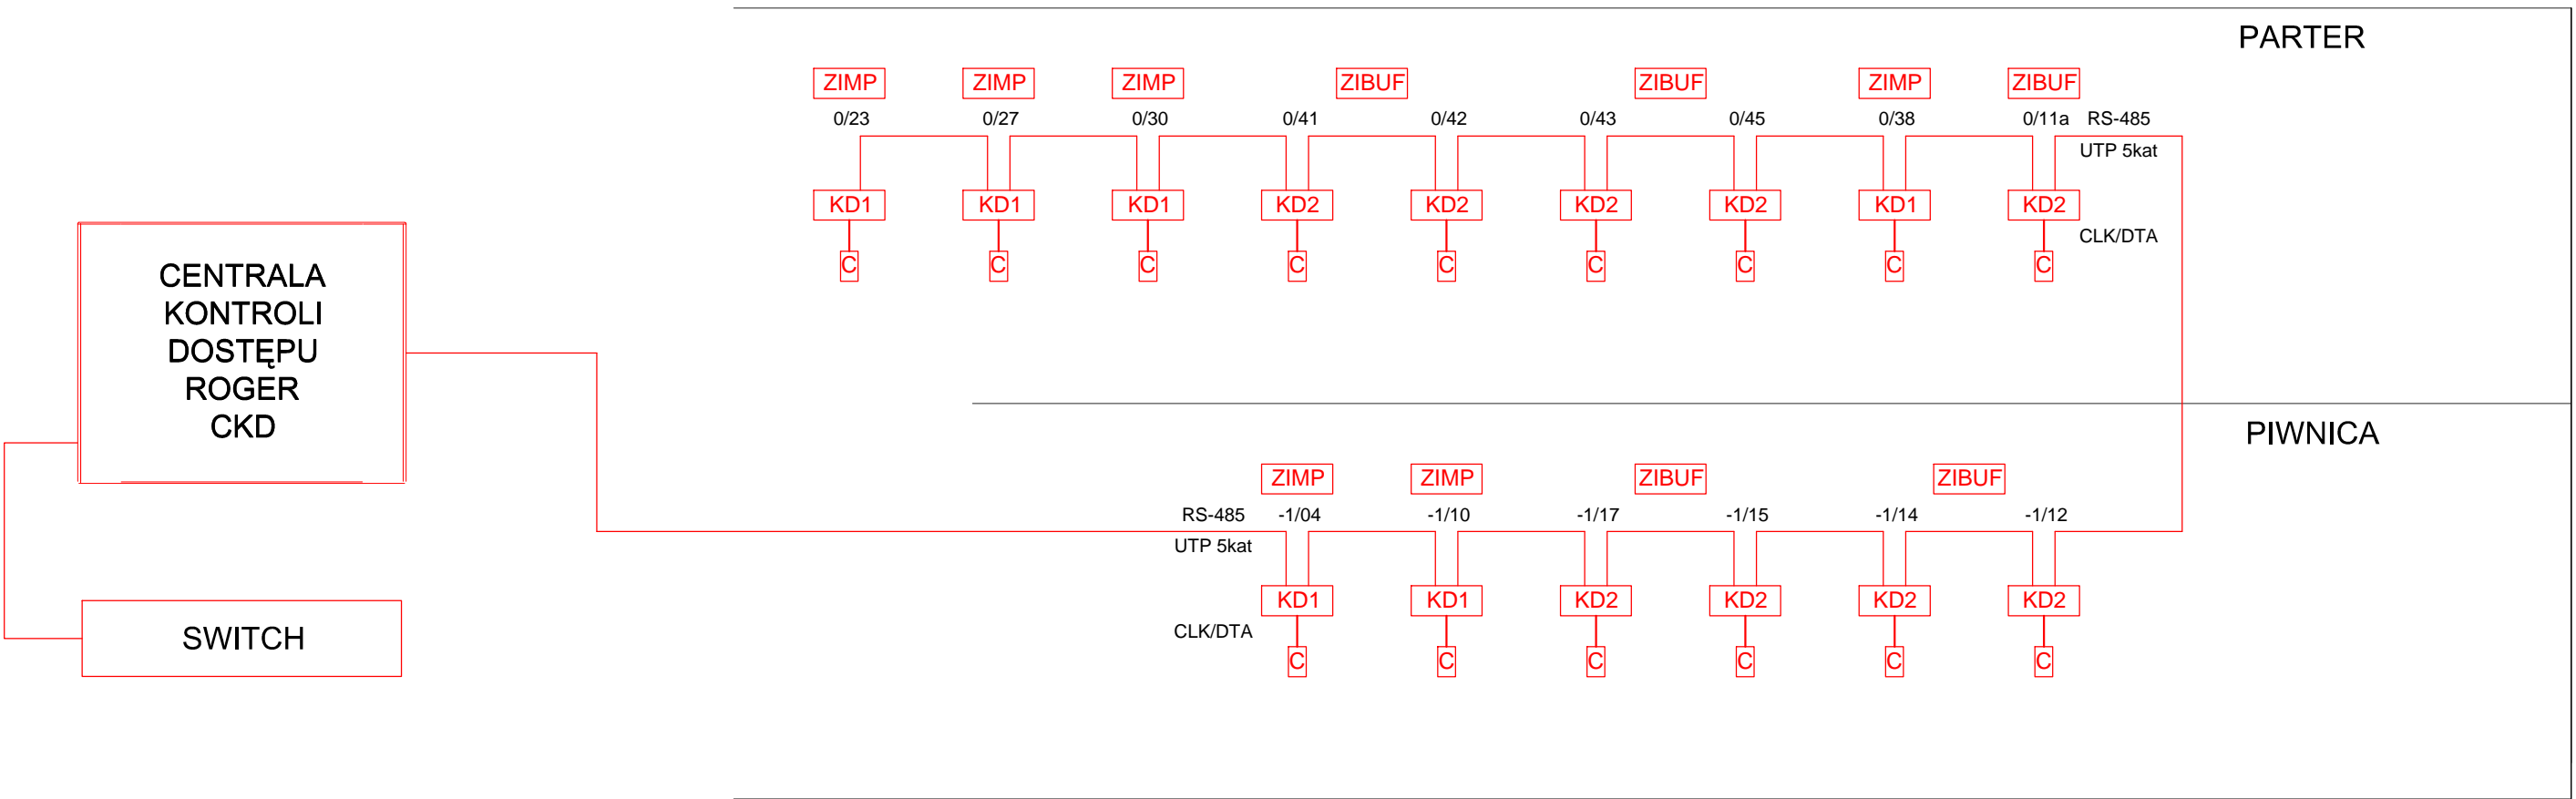 PARTER
ZIMP ZIMP ZIMP ZIBUF ZIBUF ZIMP ZIBUF
0/23 0/27 0/30 0/41 0/42 0/43 0/45 0/38 0/11a RS-485
UTP 5kat
KD1 KD1 KD1 KD2 KD2 KD2 KD2 KD1 KD2
CLK/DTA
C C C C C C C C C
CENTRALA
KONTROLI
DOSTĘPU
ROGER
CKD
SWITCH
PIWNICA
ZIMP ZIMP ZIBUF ZIBUF
RS-485 -1/04 -1/10 -1/17 -1/15 -1/14 -1/12
UTP 5kat
KD1 KD1 KD2 KD2 KD2 KD2
CLK/DTA
C C C C C C